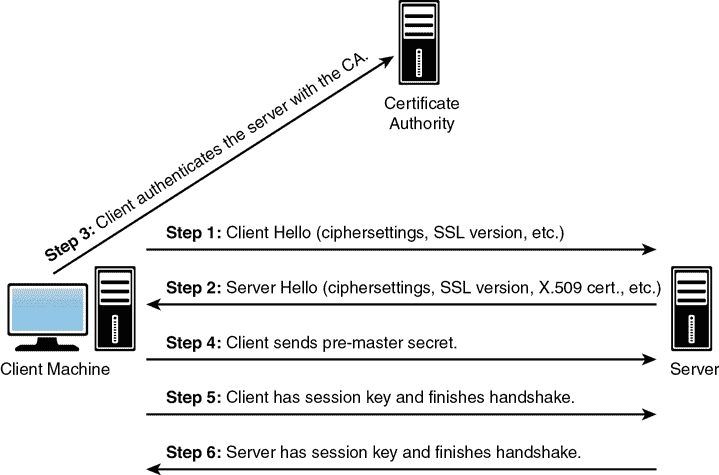 Certificate
Authority
Step 3: Client authenticates the server with the CA.
Step 1: Client Hello (ciphersettings, SSL version, etc.)
Step 2: Server Hello (ciphersettings, SSL version, X.509 cert., etc.)
Client Machine
Step 4: Client sends pre-master secret.
Server
Step 5: Client has session key and finishes handshake.
Step 6: Server has session key and finishes handshake.